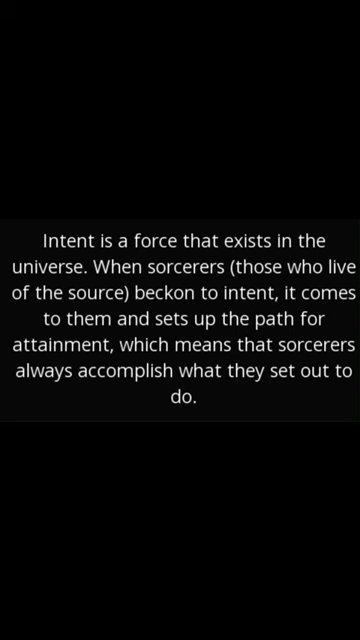 Intent is a force that exists in the
universe. When sorcerers (those who live
of the source) beckon to intent, it comes
to them and sets up the path for
attainment, which means that sorcerers
always accomplish what they set out to
do.